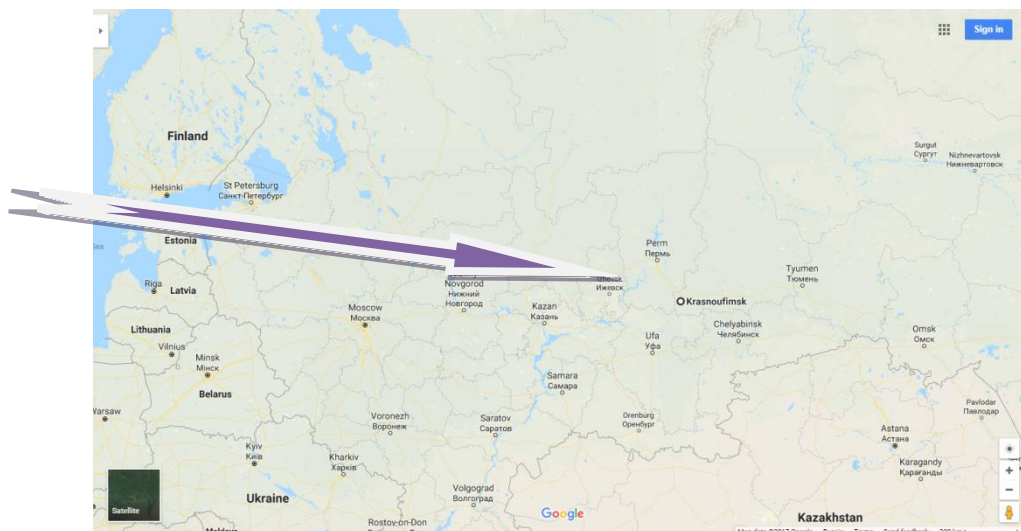 Sign in
Finland
Surgut
Сургут
Nizhnevartovsk
Нижневартовск
Helsinki
St Petersburg
Санкт-Петербург
Estonia
Perm
Пермь
Tyumen
Тюмень
Izhevsk
Ижевск
Riga
Latvia
Novgorod
Нижний
Новгород
Krasnoufimsk
Moscow
Москва
Kazan
Казань
Chelyabinsk
Челябинск
Lithuania
Ufa
Уфа
Omsk
Омск
Vilnius
Minsk
Мінск
Samara
Самара
Belarus
Warsaw
Pavlodar
Павлодар
Voronezh
Воронеж
Saratov
Саратов
Orenburg
Оренбург
Astana
Астана
Kyiv
Київ
Kharkiv
Харків
Karagandy
Қарағанды
Volgograd
Волгоград
Satellite
Ukraine
Google
Kazakhstan
Rostov-on-Don